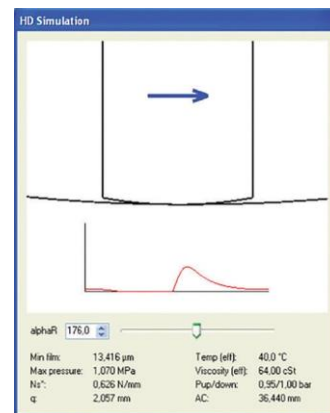 HD Simulation
alphaR 176,0
Min film: 13,416 µm Temp (eff): 40,0 °C
Max pressure: 1,070 MPa Viscosity (eff): 64,00 cSt
Ns": 0,626 N/mm Pup/down: 0,95/1,00 bar
q: 2,057 mm AC: 36,440 mm